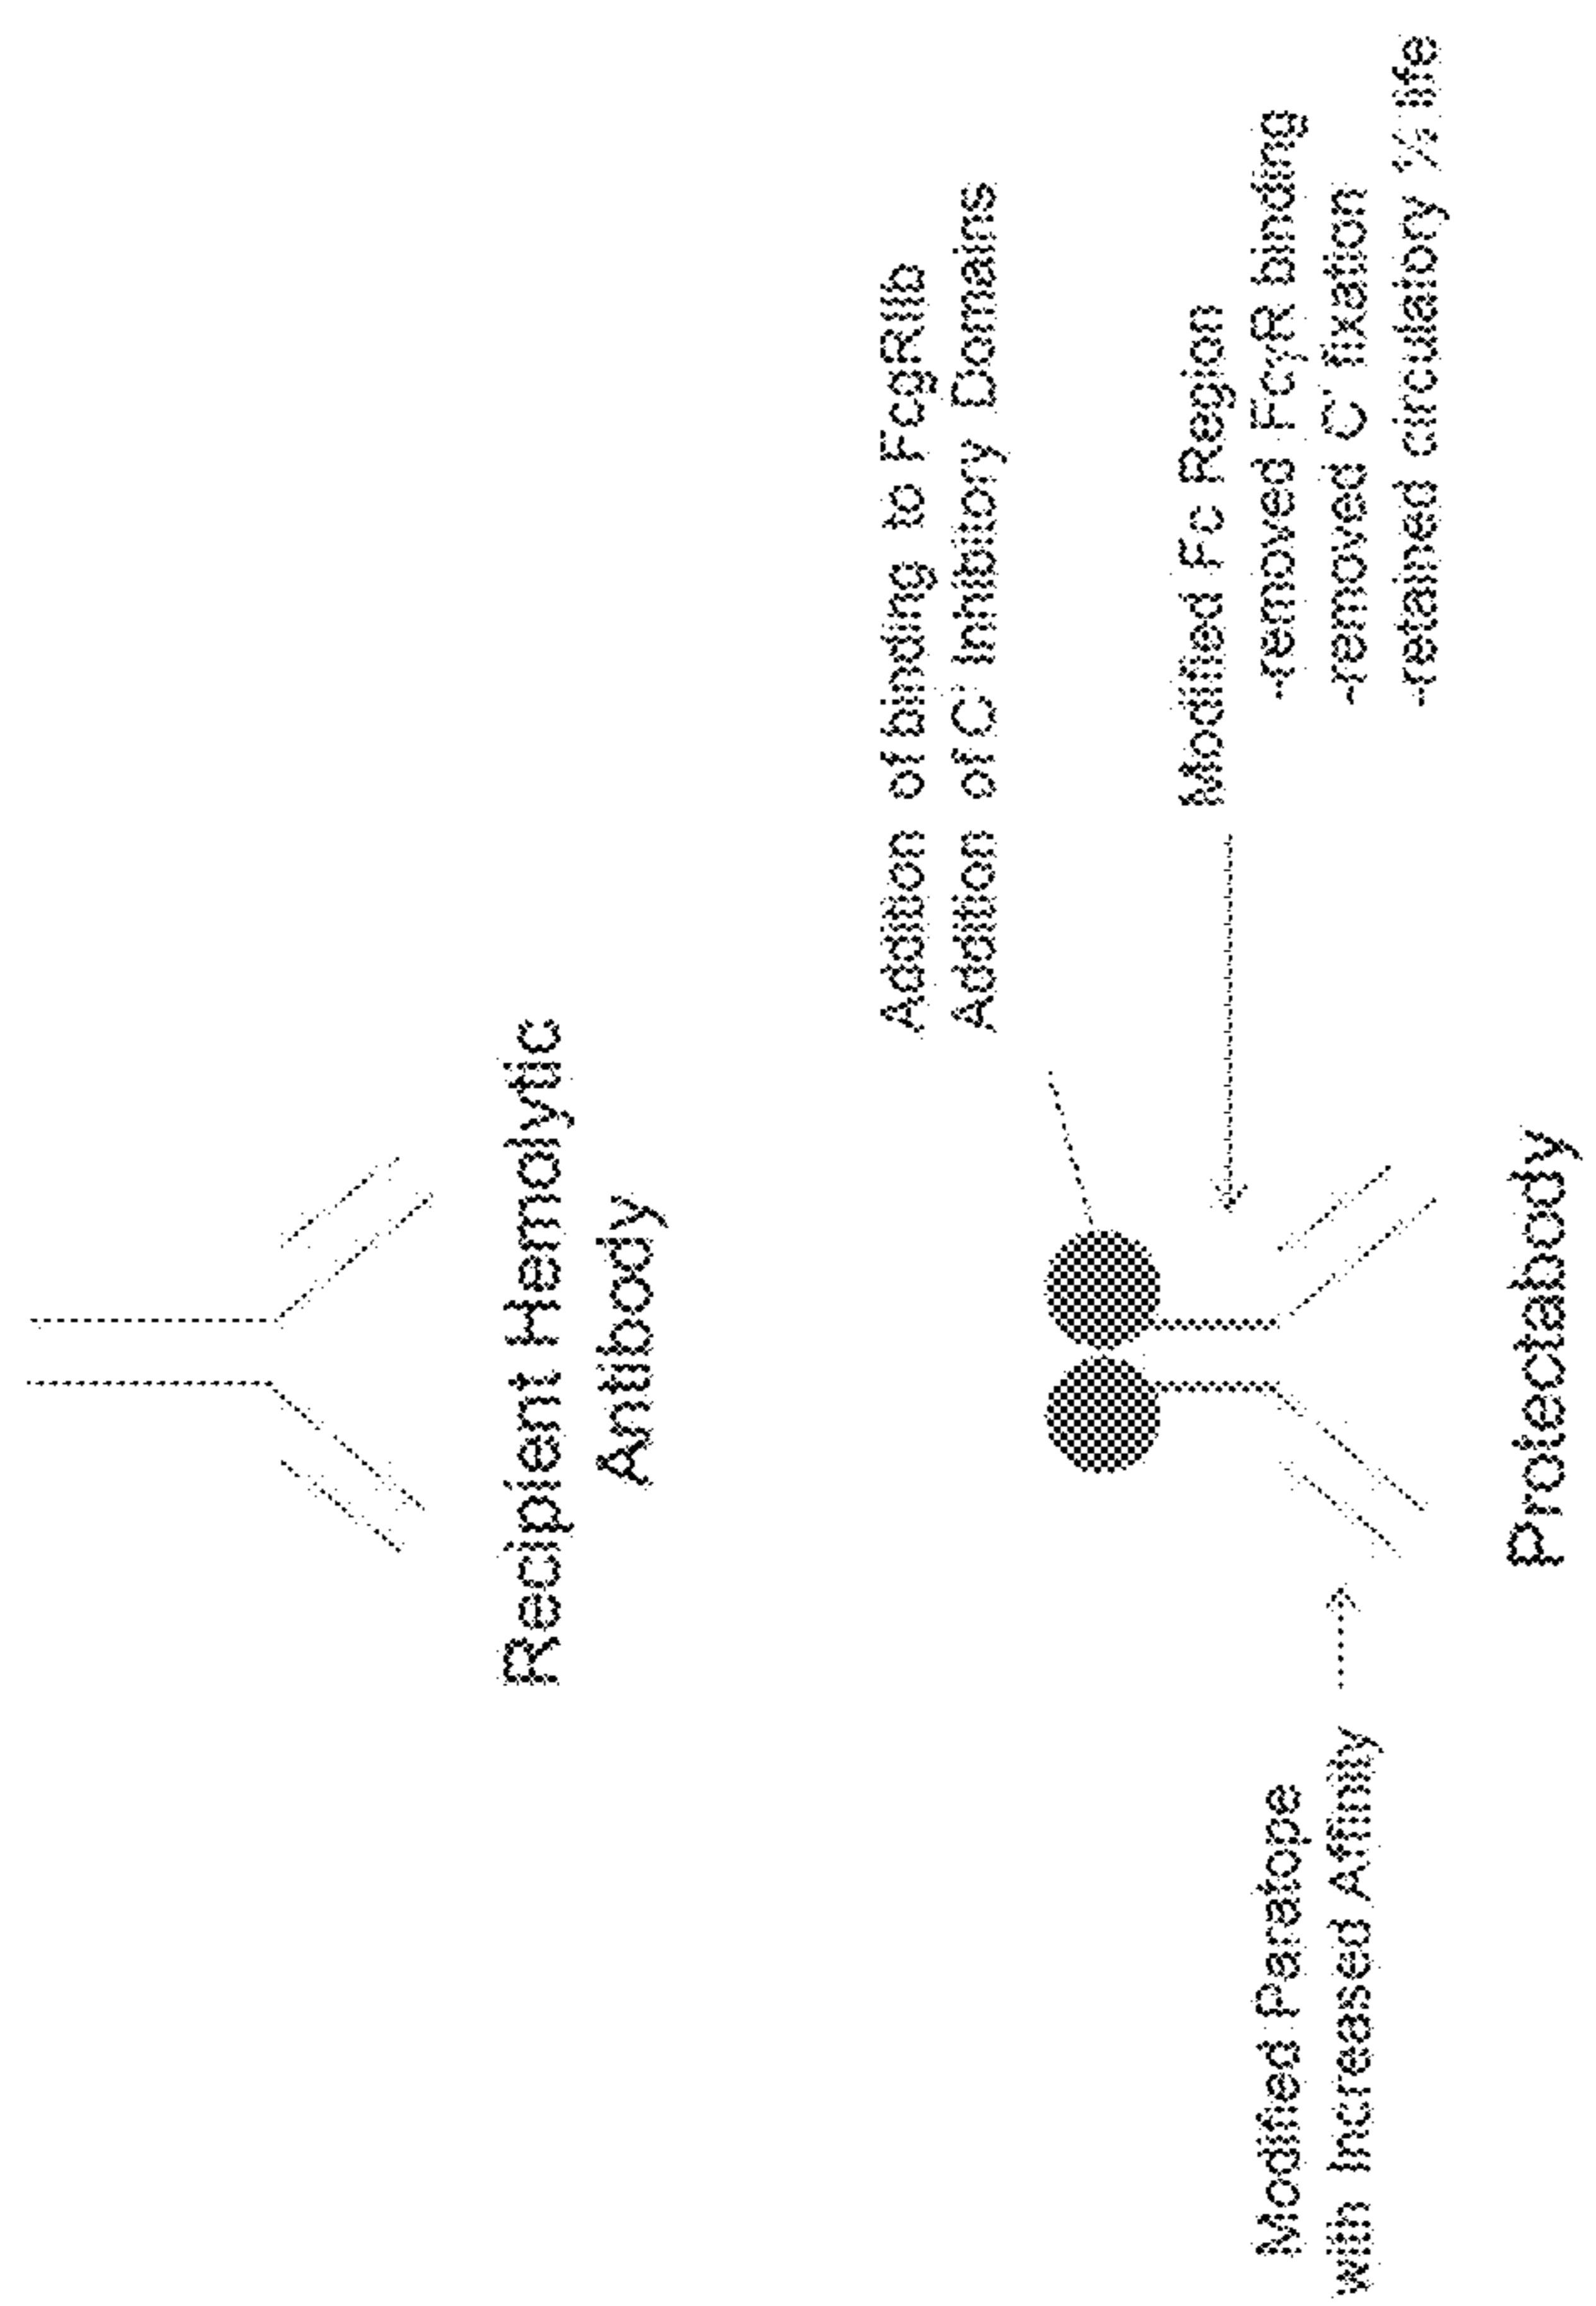 Recipient Hemolytic
Antibody
Addition of binding to FcgRIIb
Addition of C' Inhibitory Domains
Modified Fc Region
-removed FcγR binding
-removed C' fixation
-retained circulatory ½ life
Modified Paratope
with Increased Affinity
Protectabody